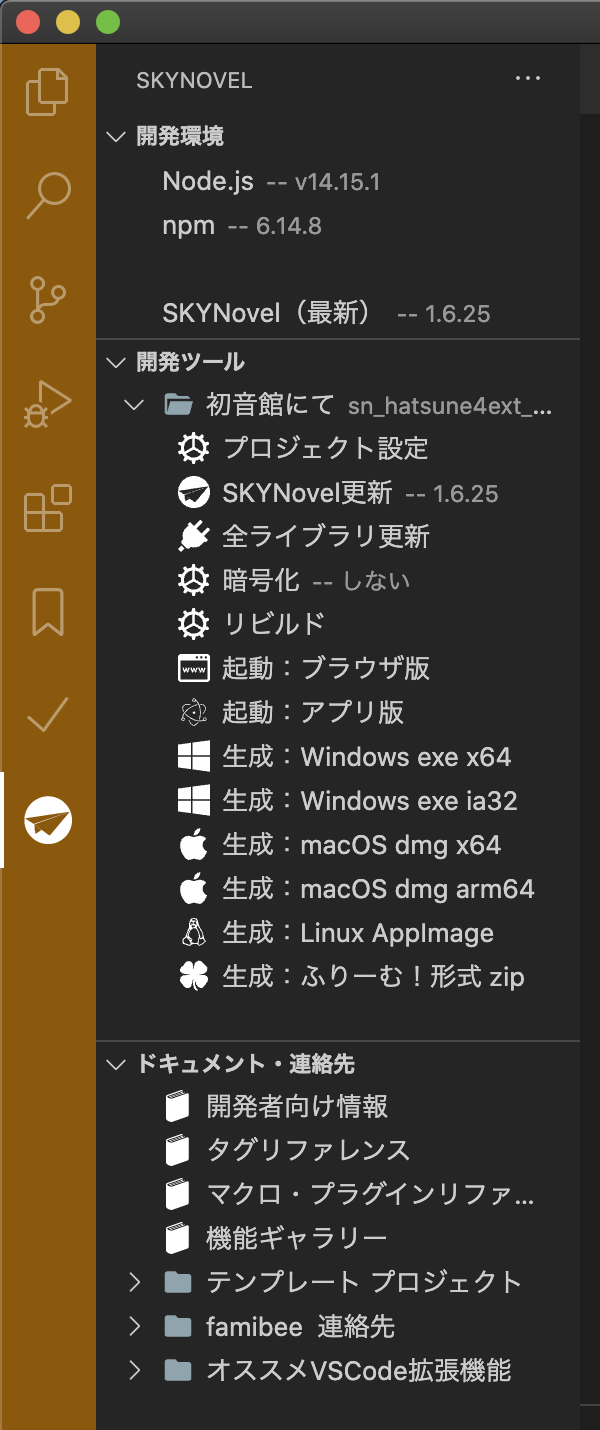 SKYNOVEL ···
開発環境
Node.js -- v14.15.1
npm -- 6.14.8
SKYNovel（最新） -- 1.6.25
開発ツール
初音館にて sn_hatsune4ext_...
プロジェクト設定
SKYNovel更新 -- 1.6.25
全ライブラリ更新
暗号化 -- しない
リビルド
www 起動：ブラウザ版
起動：アプリ版
生成：Windows exe x64
生成：Windows exe ia32
生成：macOS dmg x64
生成：macOS dmg arm64
生成：Linux AppImage
生成：ふりーむ！形式 zip
ドキュメント・連絡先
開発者向け情報
タグリファレンス
マクロ・プラグインリファ...
機能ギャラリー
テンプレート プロジェクト
famibee 連絡先
オススメVSCode拡張機能